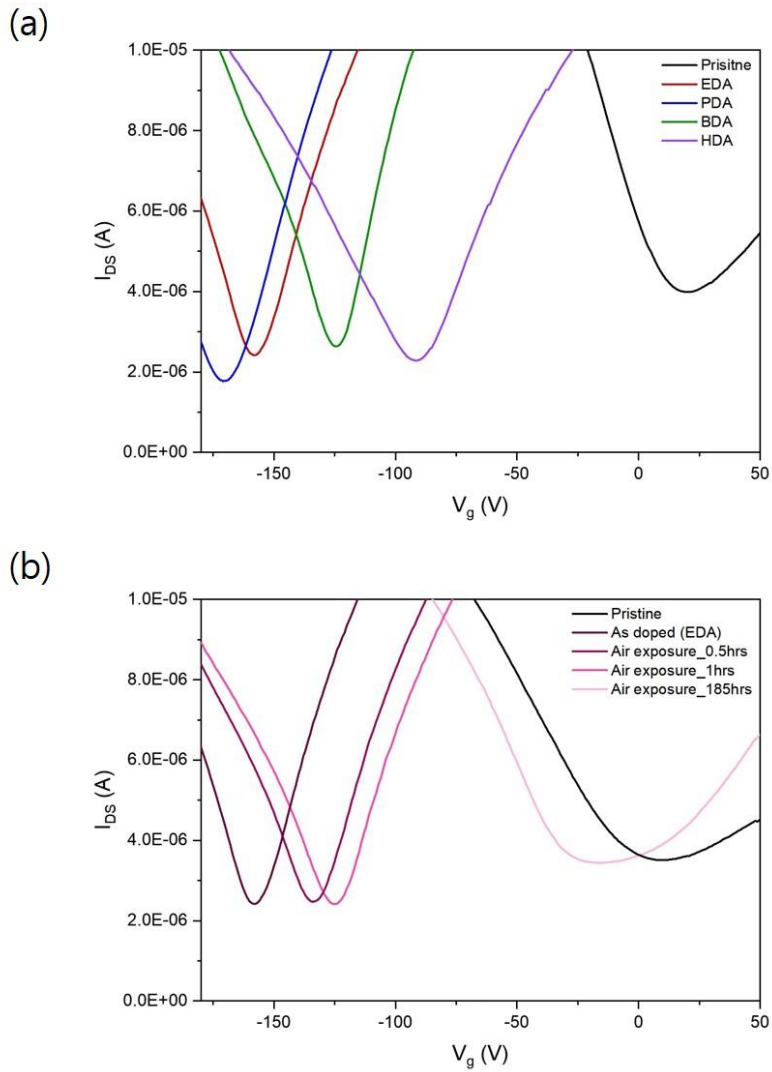 (a)
1.0E-05
8.0E-06
6.0E-06
4.0E-06
2.0E-06
0.0E+00
IDS (A)
Prisitne
EDA
PDA
BDA
HDA
-150 -100 -50 0 50
Vg (V)
(b)
1.0E-05
8.0E-06
6.0E-06
4.0E-06
2.0E-06
0.0E+00
IDS (A)
Pristine
As doped (EDA)
Air exposure_0.5hrs
Air exposure_1hrs
Air exposure_185hrs
-150 -100 -50 0 50
Vg (V)